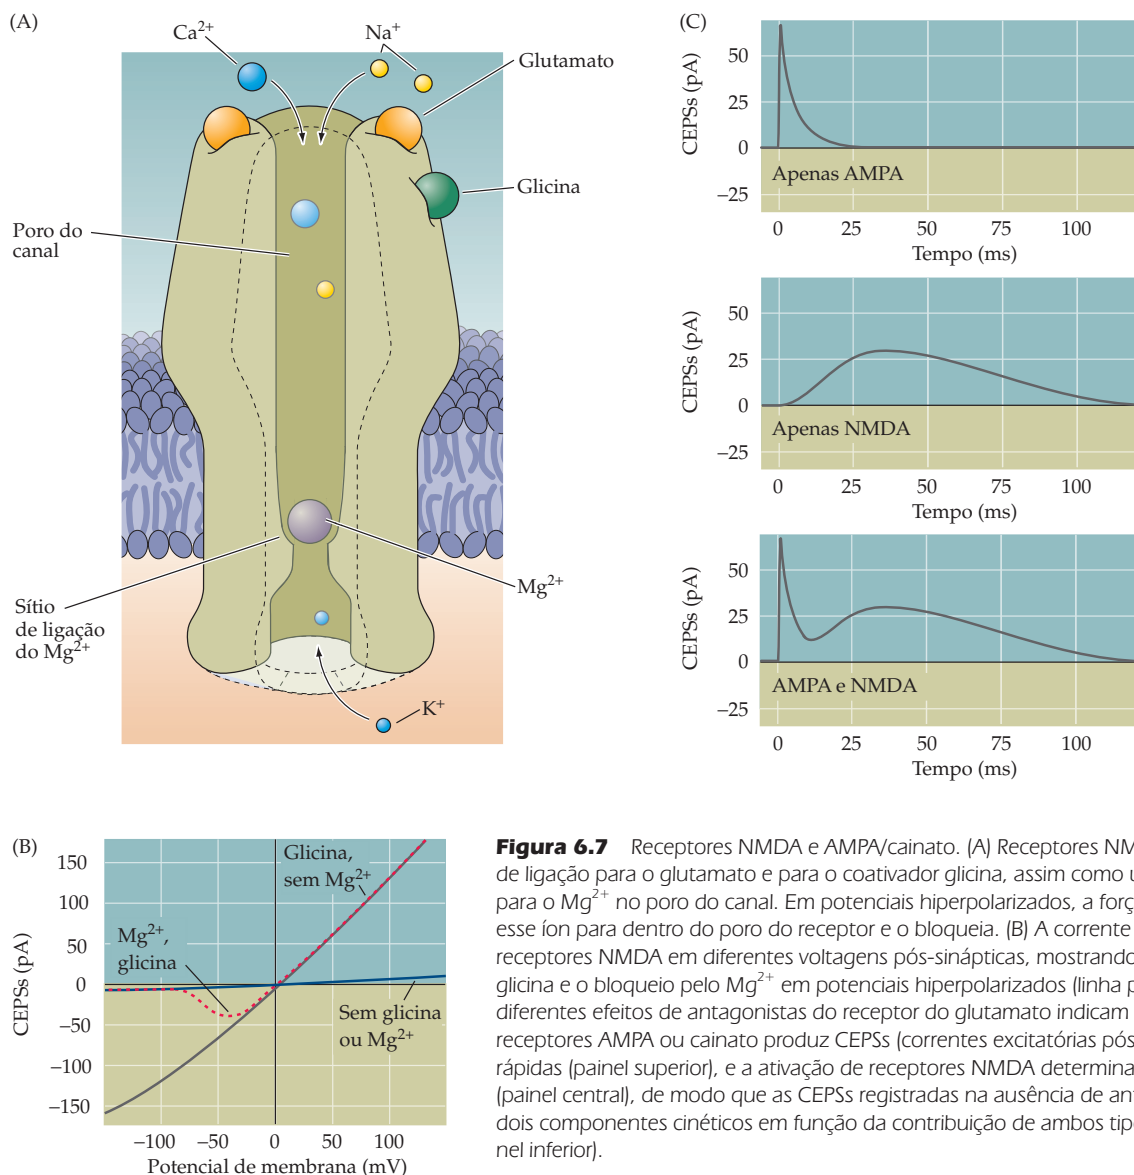 (A)
Ca2+
Na+
Glutamato
Glicina
Poro do
canal
Sítio
de ligação
do Mg2+
Mg2+
K+
(C)
CEPSs (pA)
50
25
0
−25
Apenas AMPA
0 25 50 75 100
Tempo (ms)
CEPSs (pA)
50
25
0
−25
Apenas NMDA
0 25 50 75 100
Tempo (ms)
CEPSs (pA)
50
25
0
−25
AMPA e NMDA
0 25 50 75 100
Tempo (ms)
(B)
CEPSs (pA)
150
100
50
0
−50
−100
−150
Glicina,
sem Mg2+
Mg2+,
glicina
Sem glicina
ou Mg2+
−100 −50 0 50 100
Potencial de membrana (mV)
Figura 6.7 Receptores NMDA e AMPA/cainato. (A) Receptores
de ligação para o glutamato e para o coativador glicina, assim como
para o Mg2+ no poro do canal. Em potenciais hiperpolarizados, a
esse íon para dentro do poro do receptor e o bloqueia. (B) A corrente
receptores NMDA em diferentes voltagens pós-sinápticas, mostrando
glicina e o bloqueio pelo Mg2+ em potenciais hiperpolarizados (linha
diferentes efeitos de antagonistas do receptor do glutamato indicam
receptores AMPA ou cainato produz CEPSs (correntes excitatórias
rápidas (painel superior), e a ativação de receptores NMDA determina
(painel central), de modo que as CEPSs registradas na ausência de
dois componentes cinéticos em função da contribuição de ambos
nel inferior).